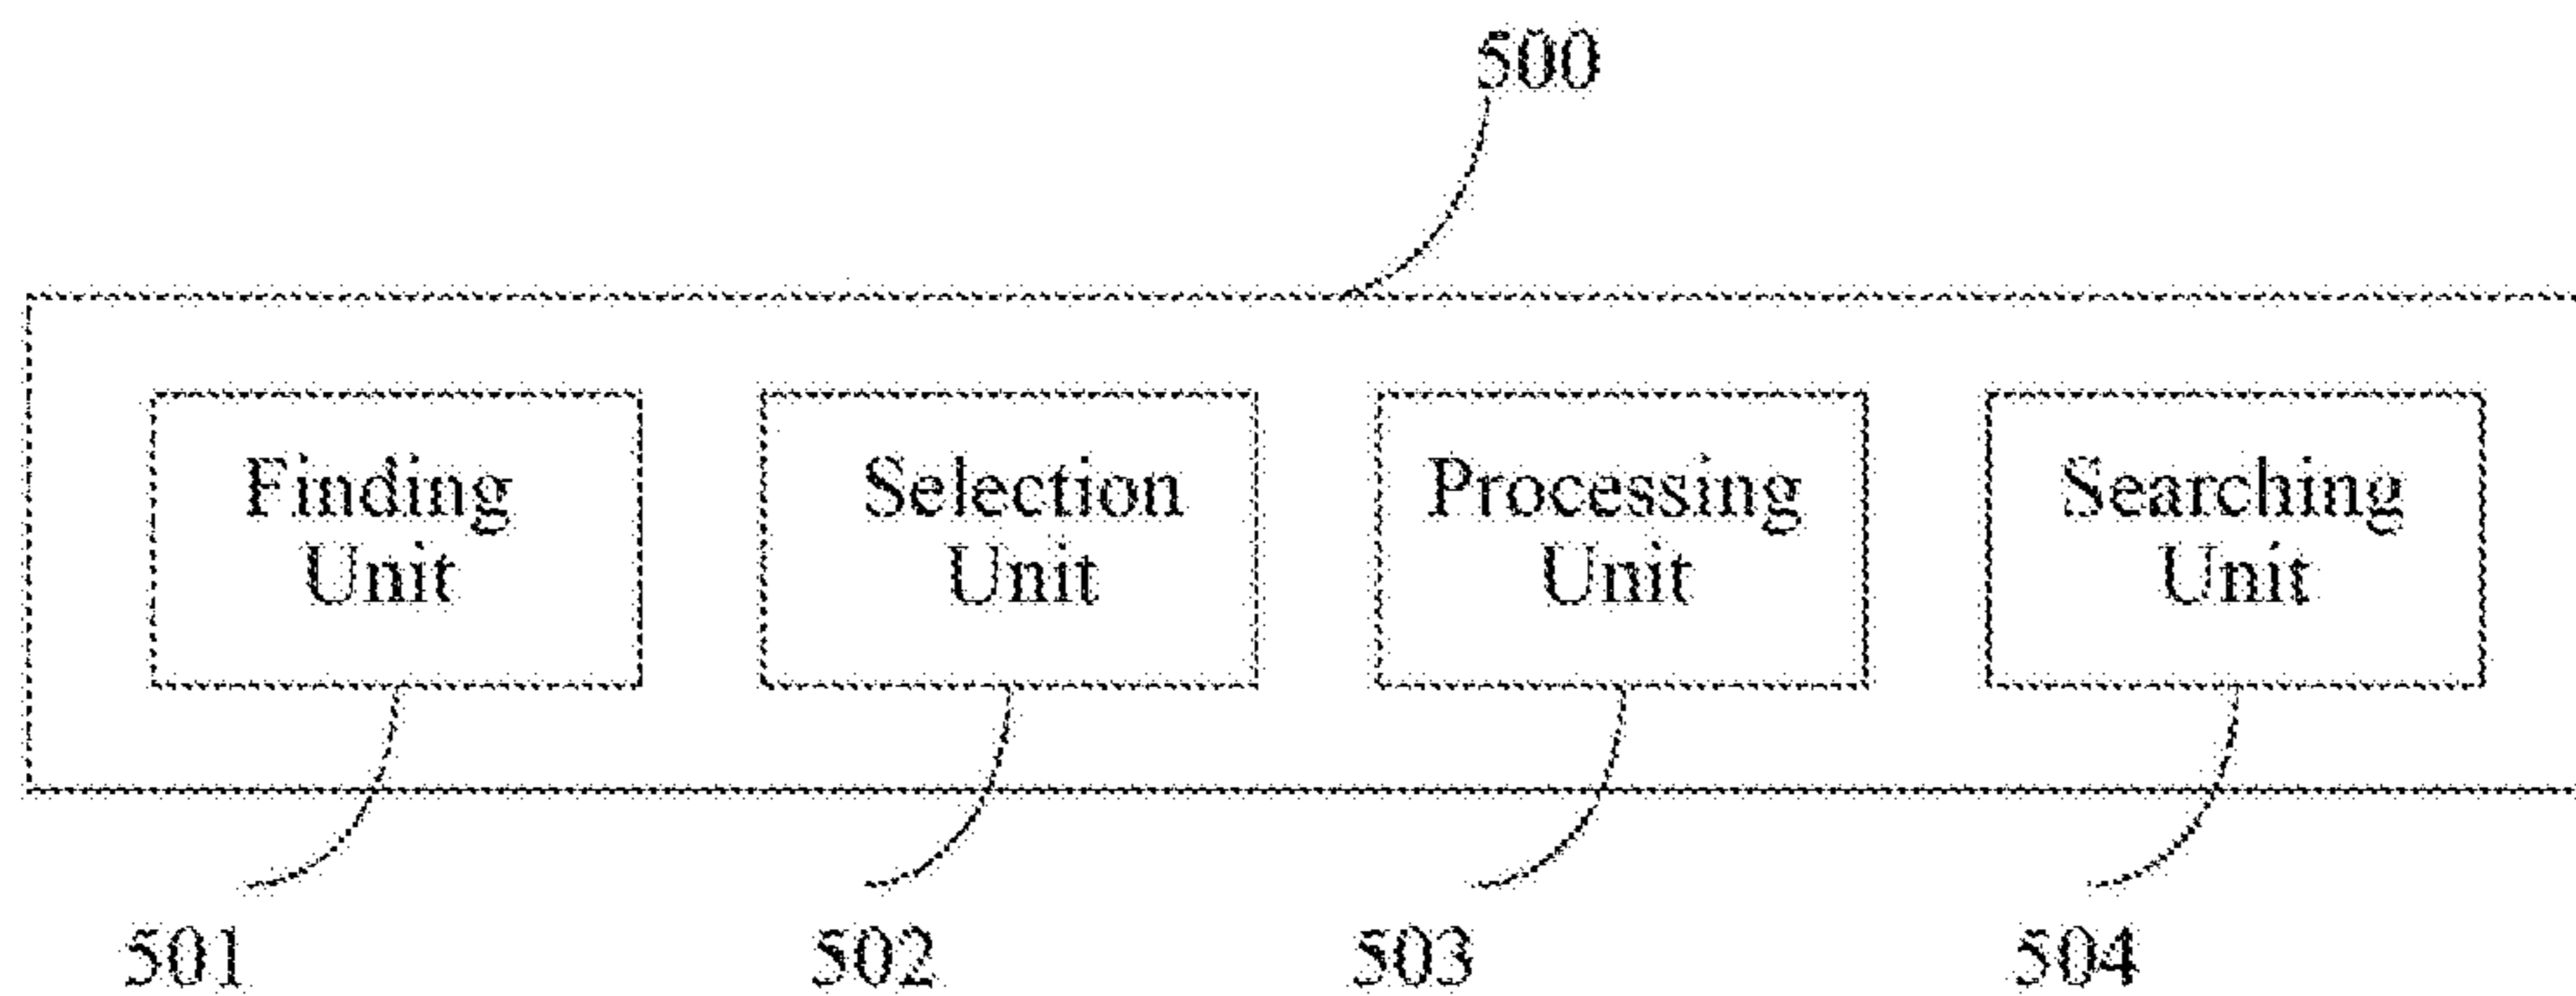 500
Finding
Unit
Selection
Unit
Processing
Unit
Searching
Unit
501
502
503
504